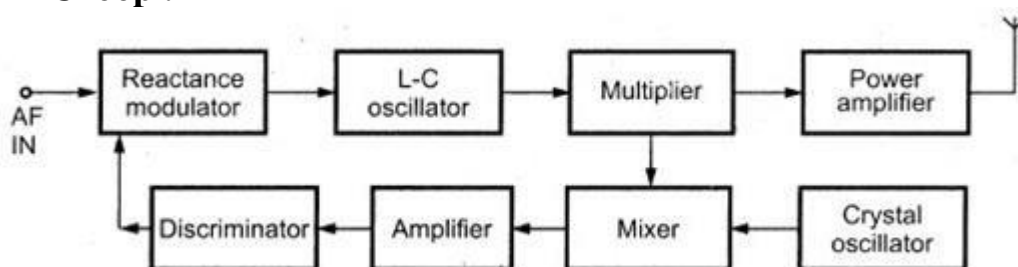 Reactance
modulator
L-C
oscillator
Multiplier
Power
amplifier
AF
IN
Discriminator
Amplifier
Mixer
Crystal
oscillator